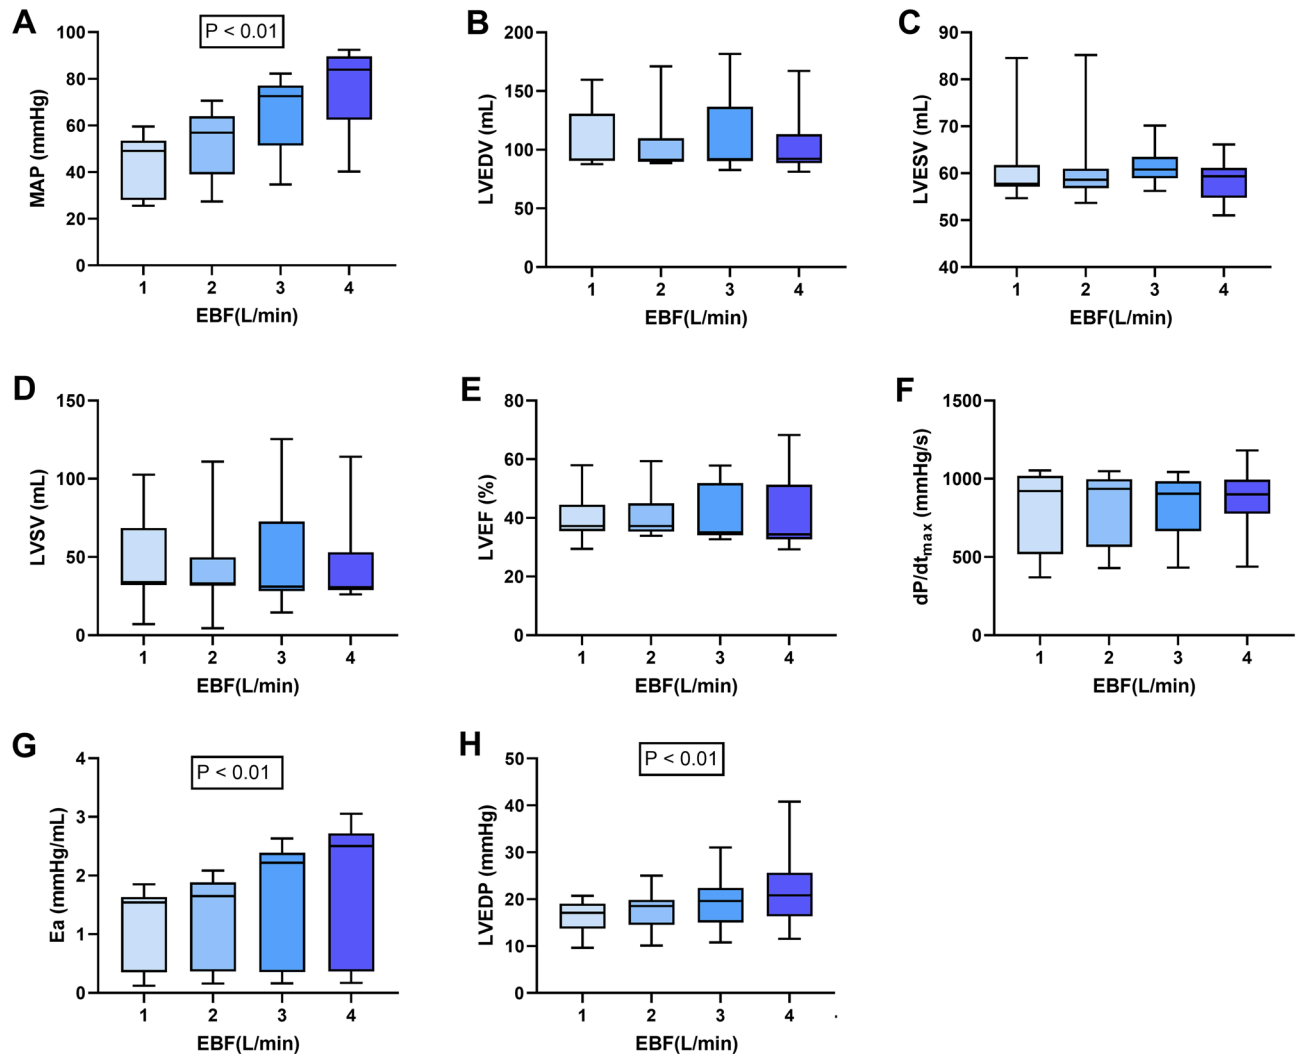 A
P < 0.01
MAP (mmHg)
100
80
60
40
20
0
1 2 3 4
EBF(L/min)
B
LVEDV (mL)
200
150
100
50
0
1 2 3 4
EBF(L/min)
C
LVESV (mL)
90
80
70
60
50
40
1 2 3 4
EBF(L/min)
D
LVSV (mL)
150
100
50
0
1 2 3 4
EBF(L/min)
E
LVEF (%)
80
60
40
20
0
1 2 3 4
EBF(L/min)
F
dP/dtmax (mmHg/s)
1500
1000
500
0
1 2 3 4
EBF(L/min)
G
P < 0.01
Ea (mmHg/mL)
4
3
2
1
0
1 2 3 4
EBF(L/min)
H
P < 0.01
LVEDP (mmHg)
50
40
30
20
10
0
1 2 3 4
EBF(L/min)